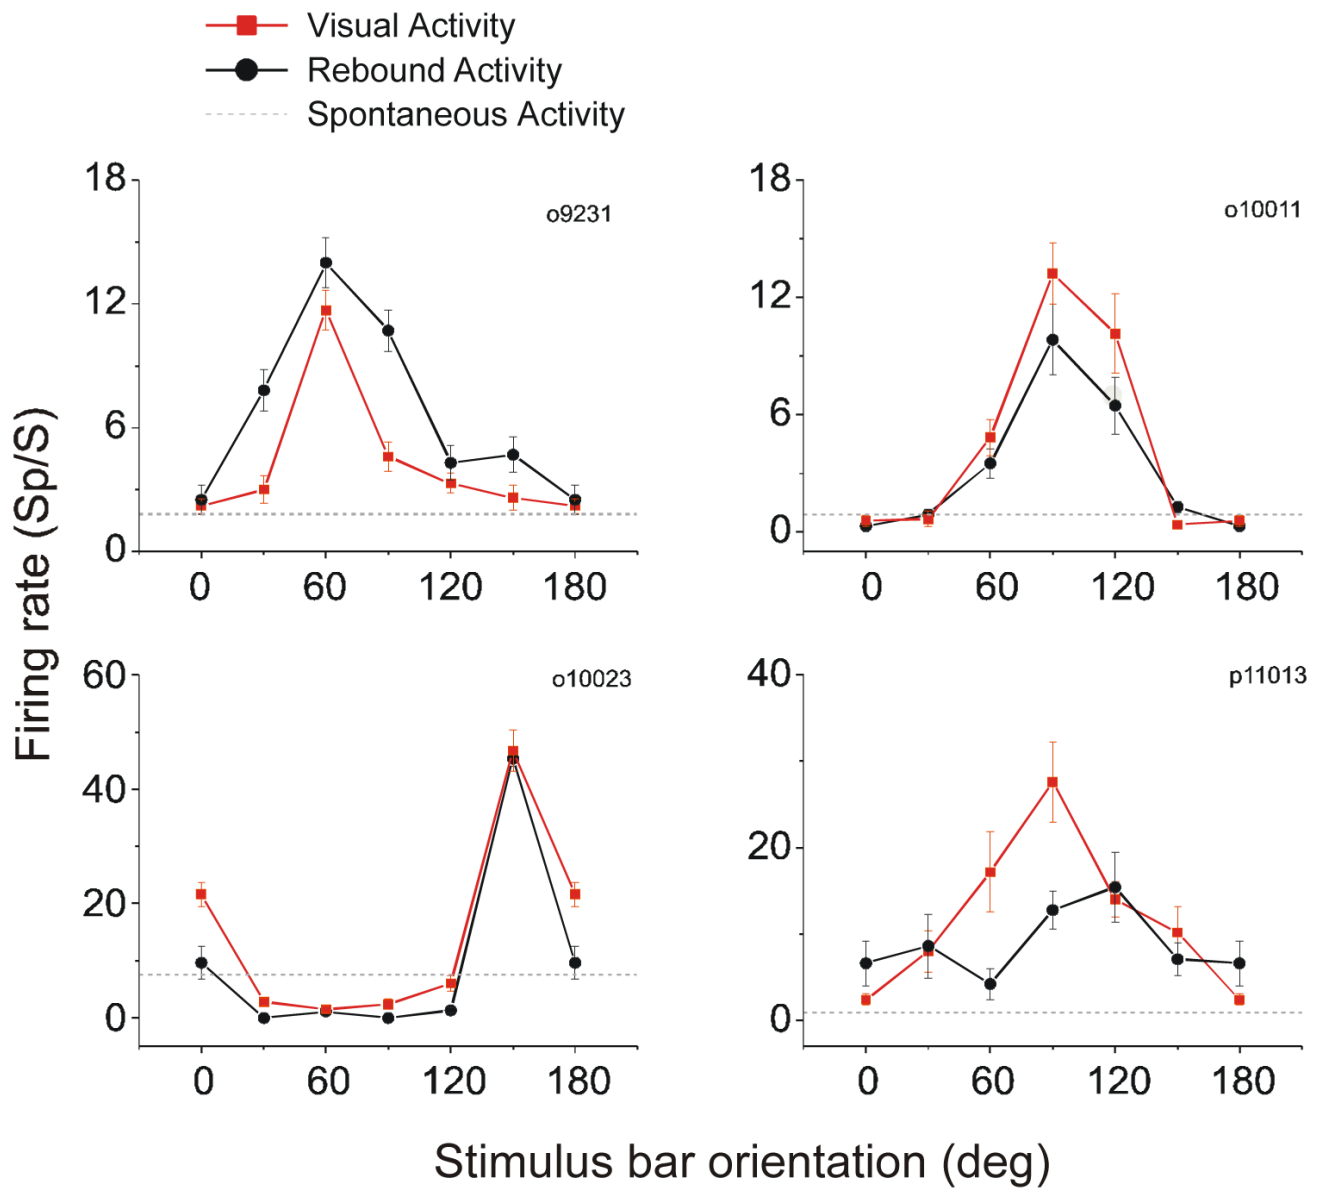 Visual Activity
Rebound Activity
Spontaneous Activity
Firing rate (Sp/S)
o9231
18
12
6
0
0 60 120 180
o10011
18
12
6
0
0 60 120 180
o10023
60
40
20
0
0 60 120 180
p11013
40
20
0
0 60 120 180
Stimulus bar orientation (deg)